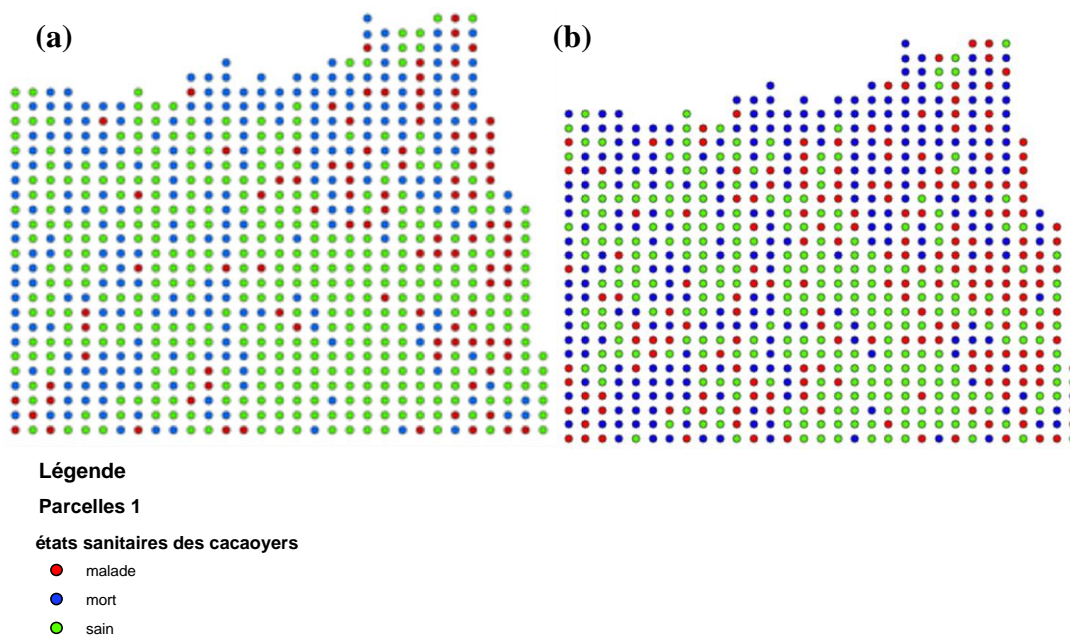 (a)
(b)
Légende
Parcelles 1
états sanitaires des cacaoyers
malade
mort
sain